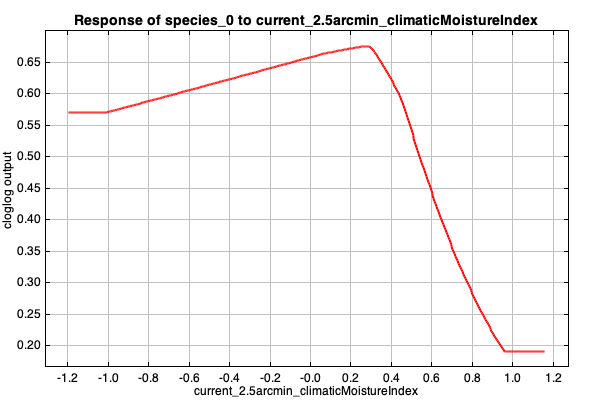 Response of species_0 to current_2.5arcmin_climaticMoistureIndex
cloglog output
0.65
0.60
0.55
0.50
0.45
0.40
0.35
0.30
0.25
0.20
-1.2 -1.0 -0.8 -0.6 -0.4 -0.2 -0.0 0.2 0.4 0.6 0.8 1.0 1.2
current_2.5arcmin_climaticMoistureIndex